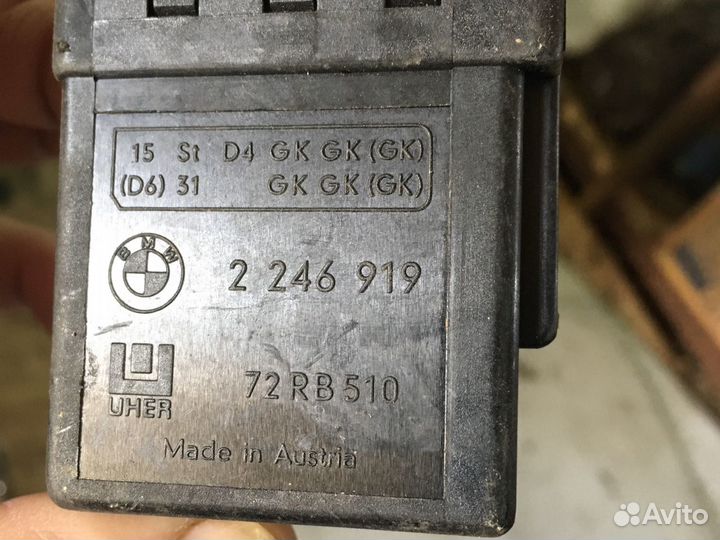 15 St D4 GK GK (GK)
(D6) 31 GK GK (GK)
BMW
2 246 919
UHER
72 RB 510
Made in Austria
Avito